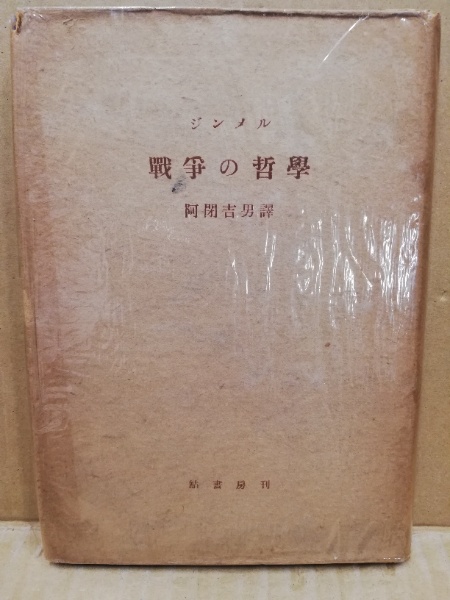 ジンメル
戰爭の哲學
阿閉吉男譯
鮎書房刊